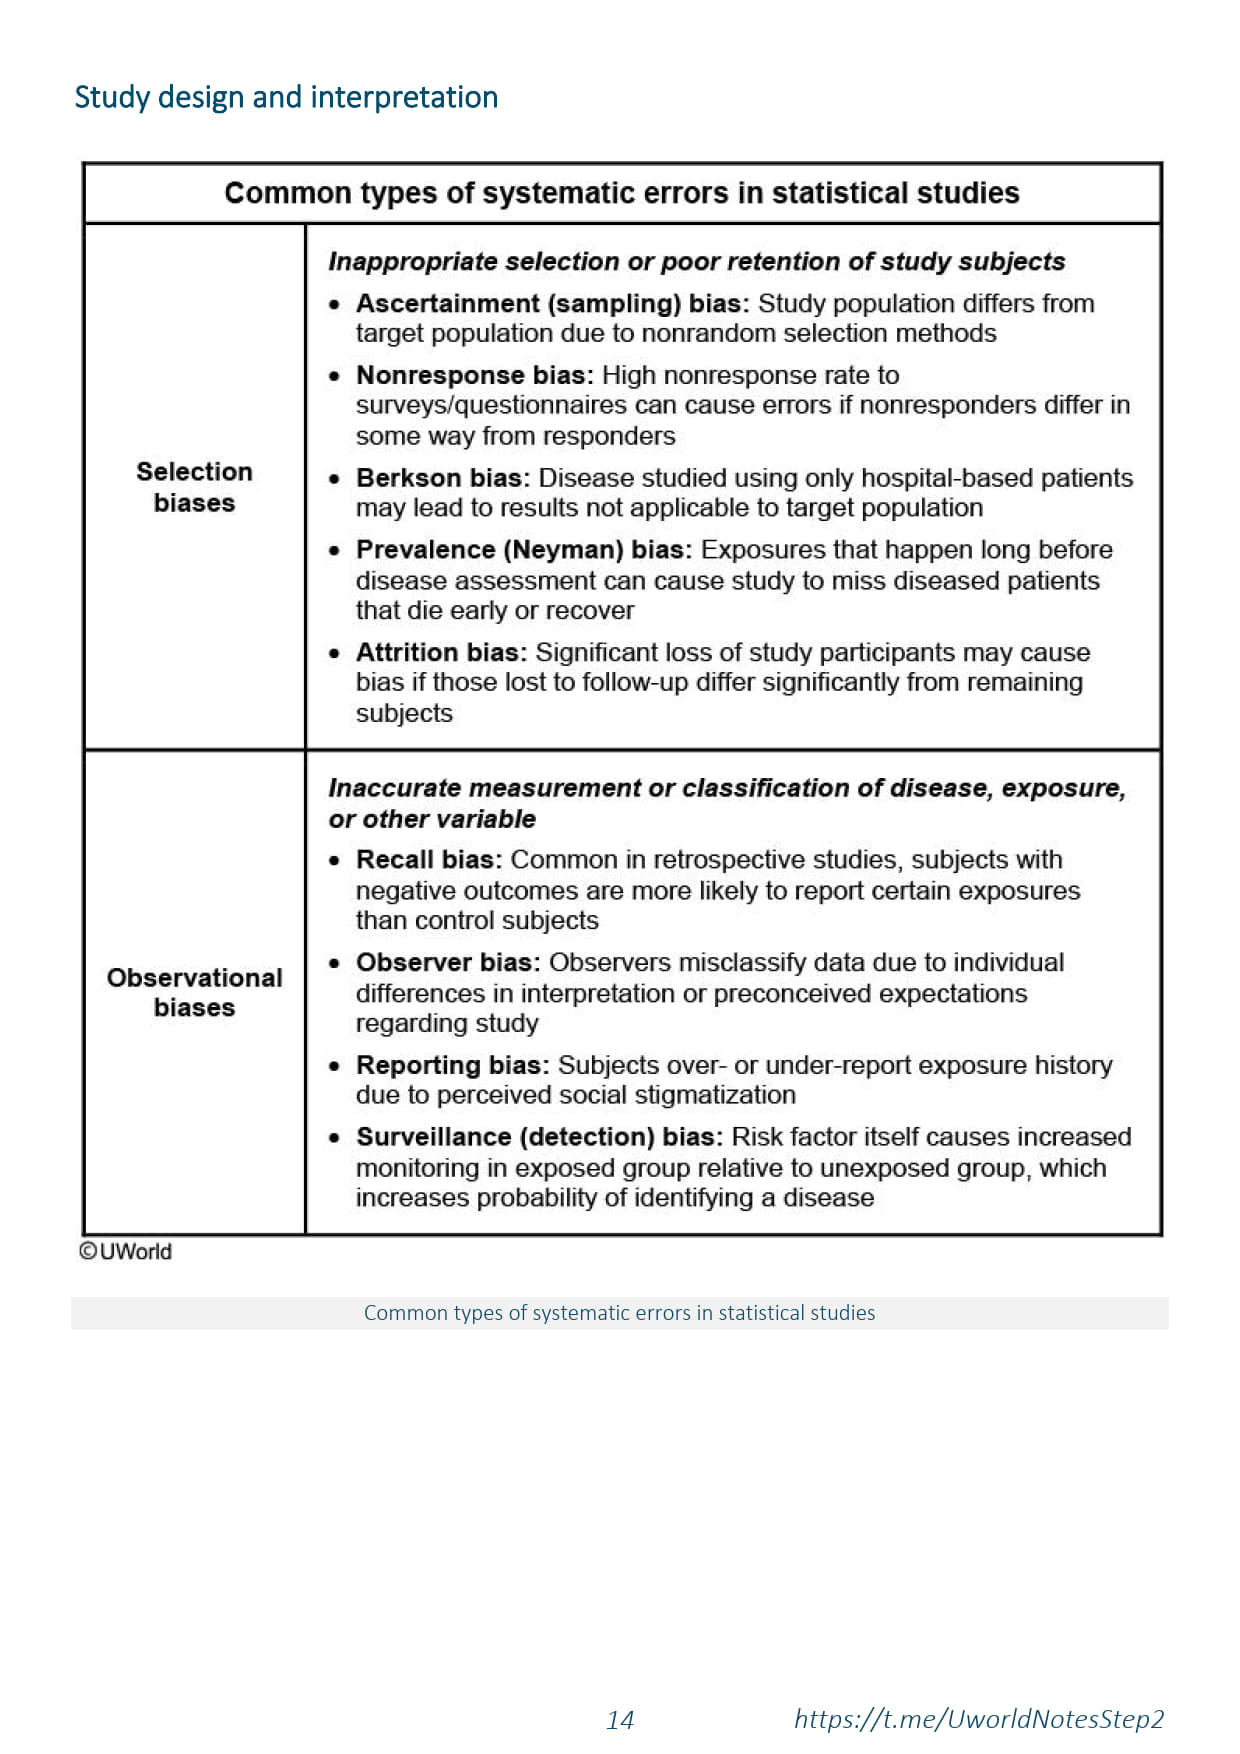 Study design and interpretation
Common types of systematic errors in statistical studies
Selection
biases
Inappropriate selection or poor retention of study subjects
• Ascertainment (sampling) bias: Study population differs from
target population due to nonrandom selection methods
• Nonresponse bias: High nonresponse rate to
surveys/questionnaires can cause errors if nonresponders differ in
some way from responders
• Berkson bias: Disease studied using only hospital-based patients
may lead to results not applicable to target population
• Prevalence (Neyman) bias: Exposures that happen long before
disease assessment can cause study to miss diseased patients
that die early or recover
• Attrition bias: Significant loss of study participants may cause
bias if those lost to follow-up differ significantly from remaining
subjects
Observational
biases
Inaccurate measurement or classification of disease, exposure,
or other variable
• Recall bias: Common in retrospective studies, subjects with
negative outcomes are more likely to report certain exposures
than control subjects
• Observer bias: Observers misclassify data due to individual
differences in interpretation or preconceived expectations
regarding study
• Reporting bias: Subjects over- or under-report exposure history
due to perceived social stigmatization
• Surveillance (detection) bias: Risk factor itself causes increased
monitoring in exposed group relative to unexposed group, which
increases probability of identifying a disease
©UWorld
Common types of systematic errors in statistical studies
14
https://t.me/UworldNotesStep2